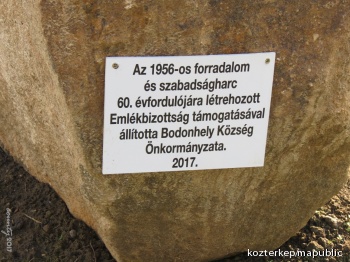 Az 1956-os forradalom
és szabadságharc
60. évfordulójára létrehozott
Emlékbizottság támogatásával
állította Bodonhely Község
Önkormányzata.
2017.
kozterkep/mapublic